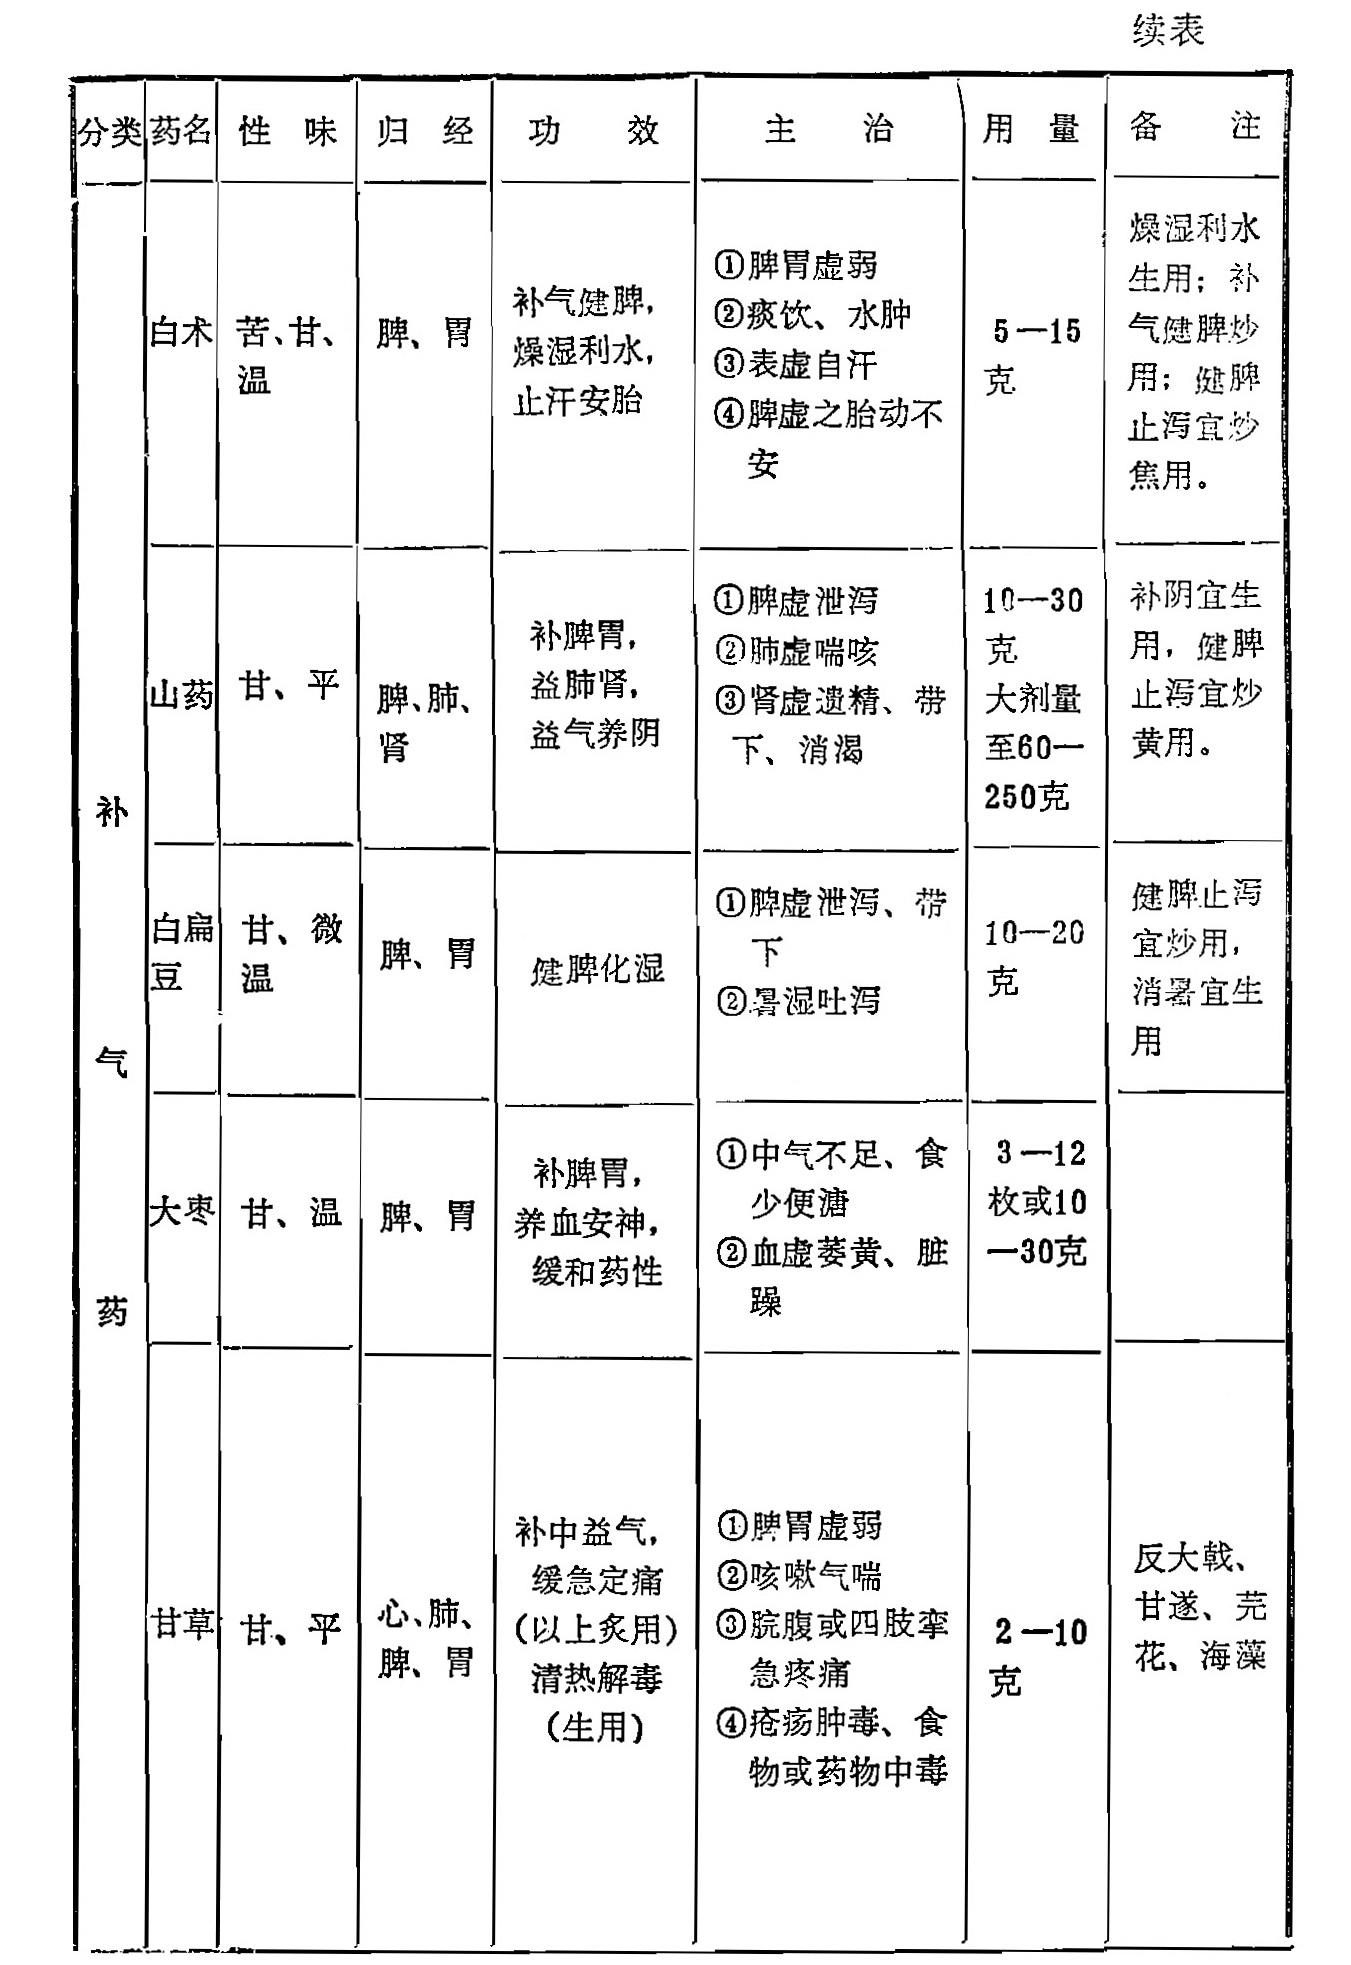 续表
分类
药名
性 味
归 经
功 效
主 治
用 量
备 注
补
气
药
白术
苦、甘、
温
脾、胃
补气健脾，
燥湿利水，
止汗安胎
①脾胃虚弱
②痰饮、水肿
③表虚自汗
④脾虚之胎动不
安
5—15
克
燥湿利水
生用；补
气健脾炒
用；健脾
止泻宜炒
焦用。
山药
甘、平
脾、肺、
肾
补脾胃，
益肺肾，
益气养阴
①脾虚泄泻
②肺虚喘咳
③肾虚遗精、带
下、消渴
10—30
克
大剂量
至60—
250克
补阴宜生
用，健脾
止泻宜炒
黄用。
白扁
豆
甘、微
温
脾、胃
健脾化湿
①脾虚泄泻、带
下
②暑湿吐泻
10—20
克
健脾止泻
宜炒用，
消暑宜生
用
大枣
甘、温
脾、胃
补脾胃，
养血安神，
缓和药性
①中气不足、食
少便溏
②血虚萎黄、脏
躁
3—12
枚或10
—30克
甘草
甘、平
心、肺、
脾、胃
补中益气，
缓急定痛
（以上炙用）
清热解毒
（生用）
①脾胃虚弱
②咳嗽气喘
③脘腹或四肢挛
急疼痛
④疮疡肿毒、食
物或药物中毒
2—10
克
反大戟、
甘遂、芫
花、海藻